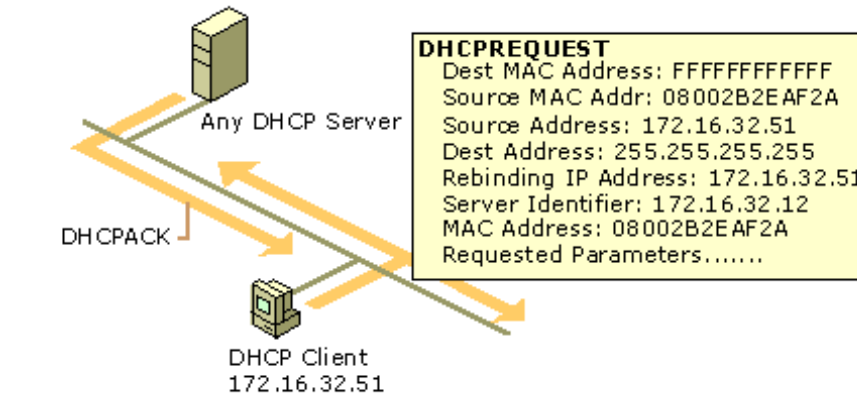 DHCPREQUEST
Dest MAC Address: FFFFFFFFFFFF
Source MAC Addr: 08002B2EAF2A
Source Address: 172.16.32.51
Dest Address: 255.255.255.255
Rebinding IP Address: 172.16.32.51
Server Identifier: 172.16.32.12
MAC Address: 08002B2EAF2A
Requested Parameters.......
Any DHCP Server
DHCPACK
DHCP Client
172.16.32.51